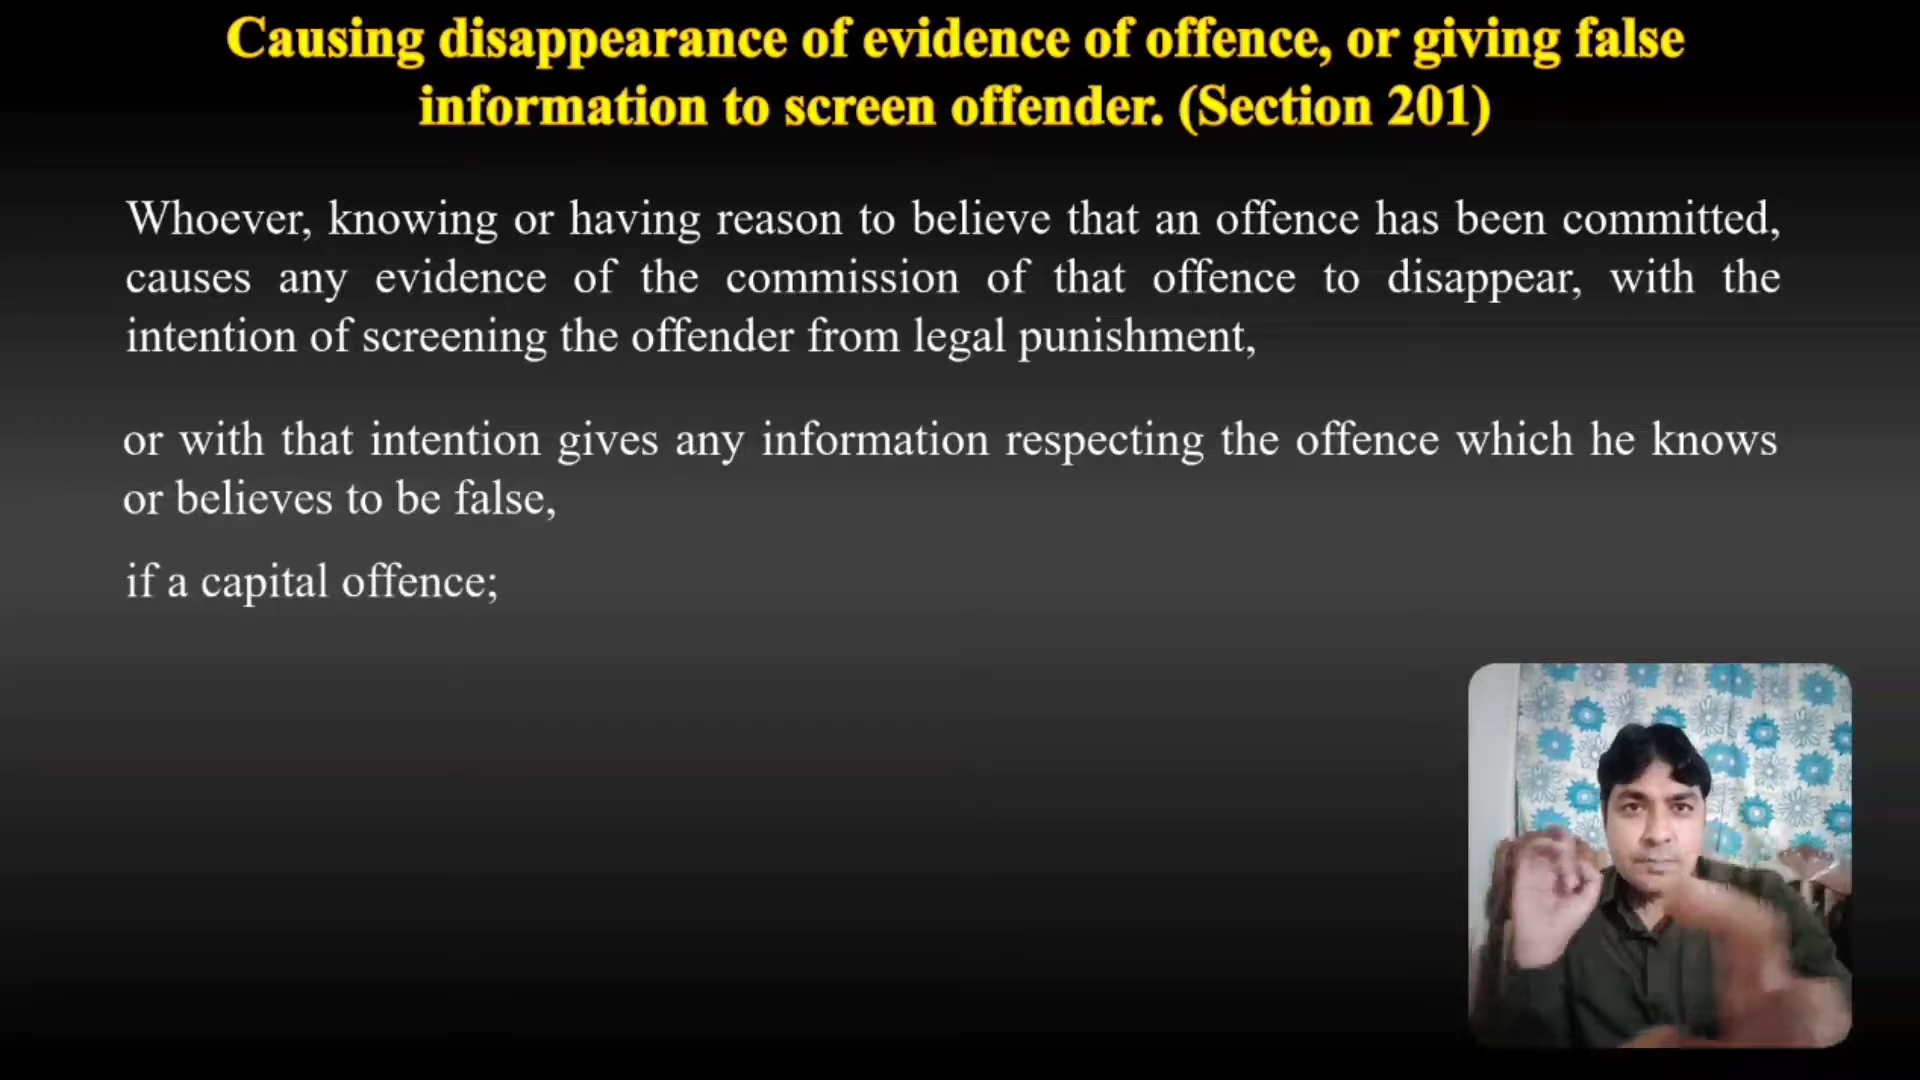 Causing disappearance of evidence of offence, or giving false
information to screen offender. (Section 201)
Whoever, knowing or having reason to believe that an offence has been committed,
causes any evidence of the commission of that offence to disappear, with the
intention of screening the offender from legal punishment,
or with that intention gives any information respecting the offence which he knows
or believes to be false,
if a capital offence;